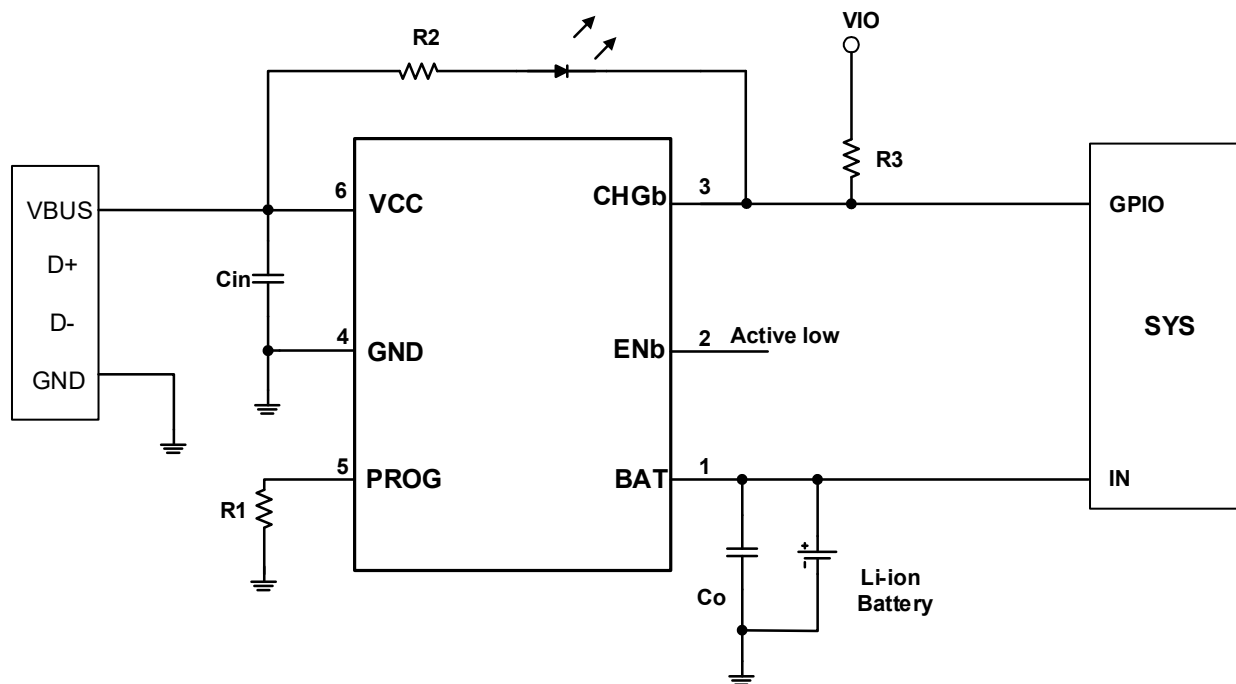 VIO
R2
R3
VBUS
D+
D-
GND
6
VCC
CHGb
3
GPIO
Cin
4
GND
ENb
2
Active low
SYS
5
PROG
BAT
1
IN
R1
Co
+
-
Li-ion
Battery